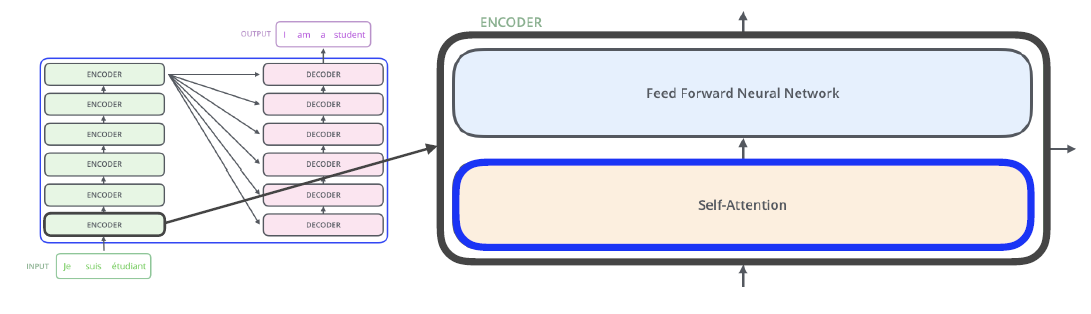 OUTPUT I am a student
ENCODER DECODER
ENCODER DECODER
ENCODER DECODER
ENCODER DECODER
ENCODER DECODER
ENCODER DECODER
INPUT Je suis étudiant
ENCODER
Feed Forward Neural Network
Self-Attention